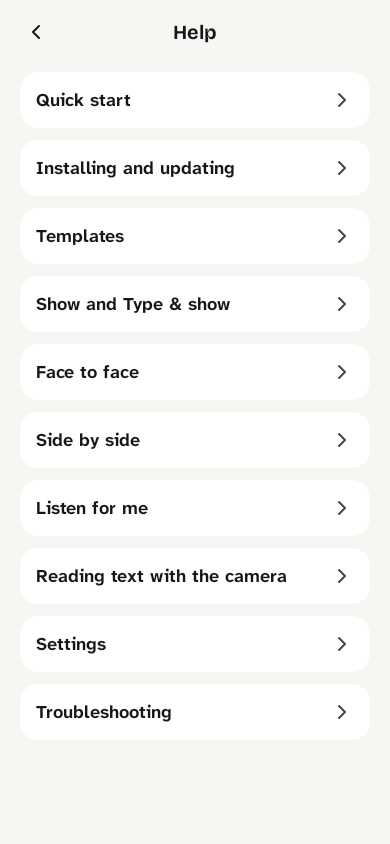 Help
Quick start
Installing and updating
Templates
Show and Type & show
Face to face
Side by side
Listen for me
Reading text with the camera
Settings
Troubleshooting